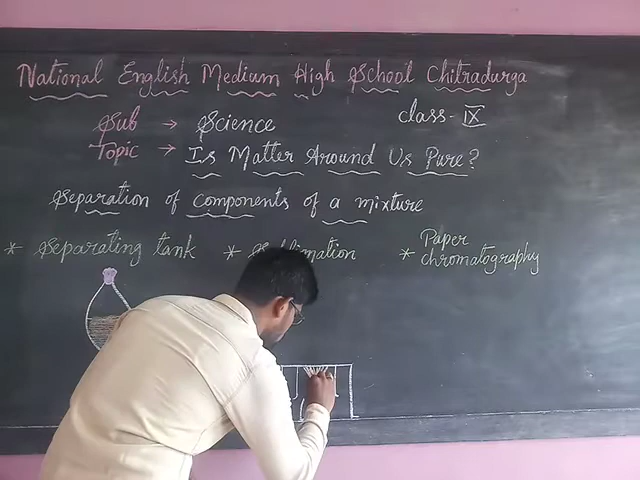 National English Medium High School Chitradurga
class - IX
Sub → Science
Topic → Is Matter Around Us Pure?
Separation of components of a mixture
* Separating tank * Sublimation * Paper chromatography